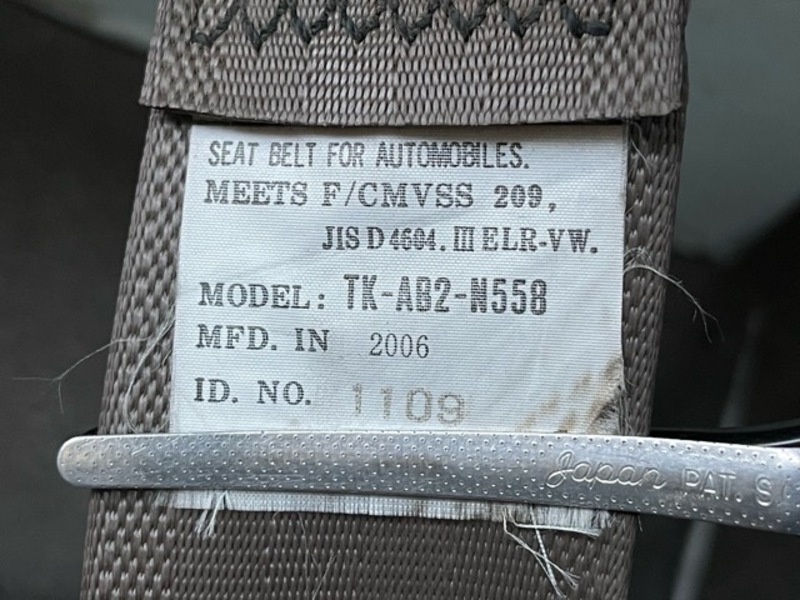 SEAT BELT FOR AUTOMOBILES.
MEETS F/CMVSS 209,
JIS D 4604. III ELR-VW.
MODEL: TK-AB2-N558
MFD. IN 2006
ID. NO. 1109
Japan PAT. S